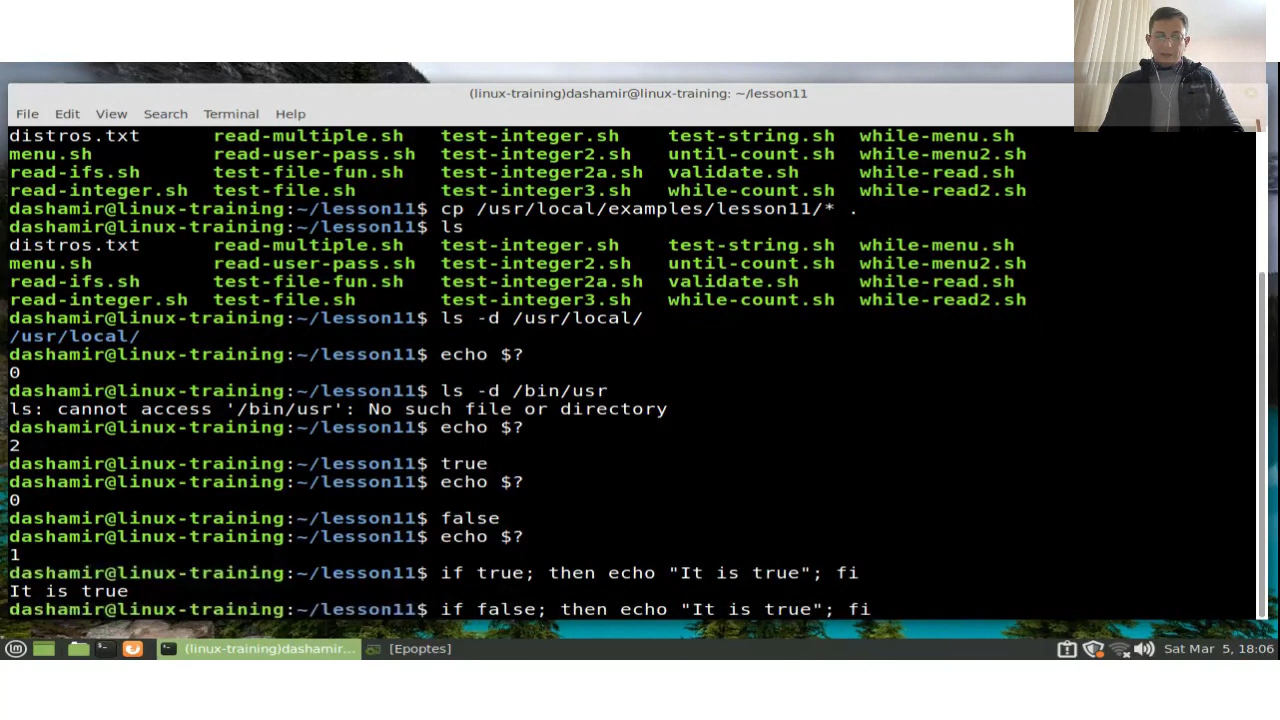 (linux-training)dashamir@linux-training: ~/lesson11
File Edit View Search Terminal Help
distros.txt read-multiple.sh test-integer.sh test-string.sh while-menu.sh
menu.sh read-user-pass.sh test-integer2.sh until-count.sh while-menu2.sh
read-ifs.sh test-file-fun.sh test-integer2a.sh validate.sh while-read.sh
read-integer.sh test-file.sh test-integer3.sh while-count.sh while-read2.sh
dashamir@linux-training:~/lesson11$ cp /usr/local/examples/lesson11/* .
dashamir@linux-training:~/lesson11$ ls
distros.txt read-multiple.sh test-integer.sh test-string.sh while-menu.sh
menu.sh read-user-pass.sh test-integer2.sh until-count.sh while-menu2.sh
read-ifs.sh test-file-fun.sh test-integer2a.sh validate.sh while-read.sh
read-integer.sh test-file.sh test-integer3.sh while-count.sh while-read2.sh
dashamir@linux-training:~/lesson11$ ls -d /usr/local/
/usr/local/
dashamir@linux-training:~/lesson11$ echo $?
0
dashamir@linux-training:~/lesson11$ ls -d /bin/usr
ls: cannot access '/bin/usr': No such file or directory
dashamir@linux-training:~/lesson11$ echo $?
2
dashamir@linux-training:~/lesson11$ true
dashamir@linux-training:~/lesson11$ echo $?
0
dashamir@linux-training:~/lesson11$ false
dashamir@linux-training:~/lesson11$ echo $?
1
dashamir@linux-training:~/lesson11$ if true; then echo "It is true"; fi
It is true
dashamir@linux-training:~/lesson11$ if false; then echo "It is true"; fi
(linux-training)dashamir... [Epoptes] Sat Mar 5, 18:06